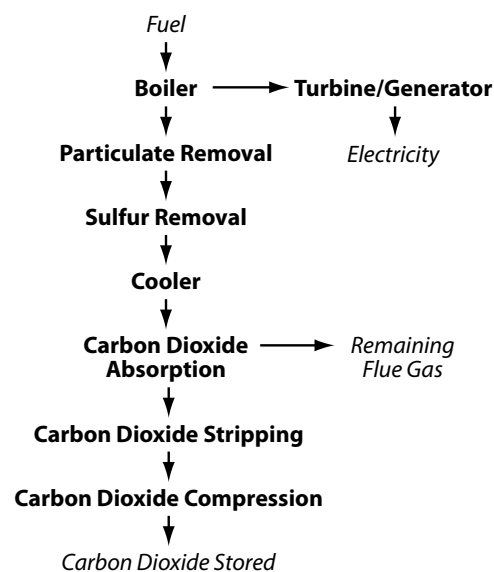 Fuel
Boiler
Turbine/Generator
Particulate Removal
Electricity
Sulfur Removal
Cooler
Carbon Dioxide
Absorption
Remaining
Flue Gas
Carbon Dioxide Stripping
Carbon Dioxide Compression
Carbon Dioxide Stored